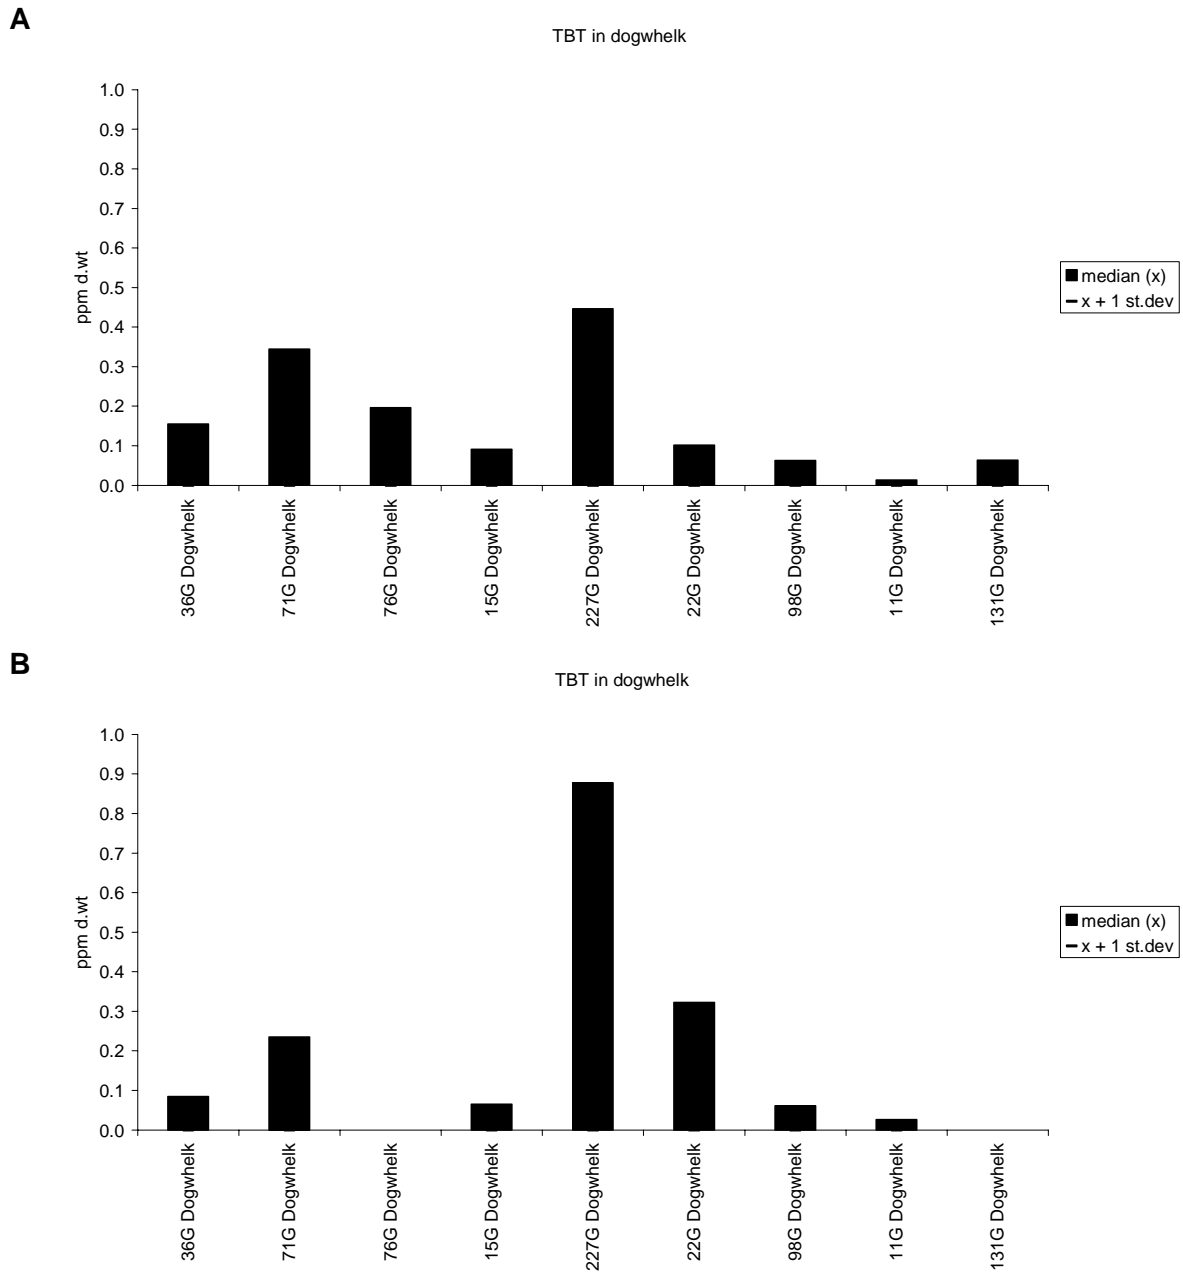 A
TBT in dogwhelk
1.0
0.9
0.8
0.7
0.6
0.5
0.4
0.3
0.2
0.1
0.0
ppm d.wt
median (x)
x + 1 st.dev
36G Dogwhelk
71G Dogwhelk
76G Dogwhelk
15G Dogwhelk
227G Dogwhelk
22G Dogwhelk
98G Dogwhelk
11G Dogwhelk
131G Dogwhelk
B
TBT in dogwhelk
1.0
0.9
0.8
0.7
0.6
0.5
0.4
0.3
0.2
0.1
0.0
ppm d.wt
median (x)
x + 1 st.dev
36G Dogwhelk
71G Dogwhelk
76G Dogwhelk
15G Dogwhelk
227G Dogwhelk
22G Dogwhelk
98G Dogwhelk
11G Dogwhelk
131G Dogwhelk